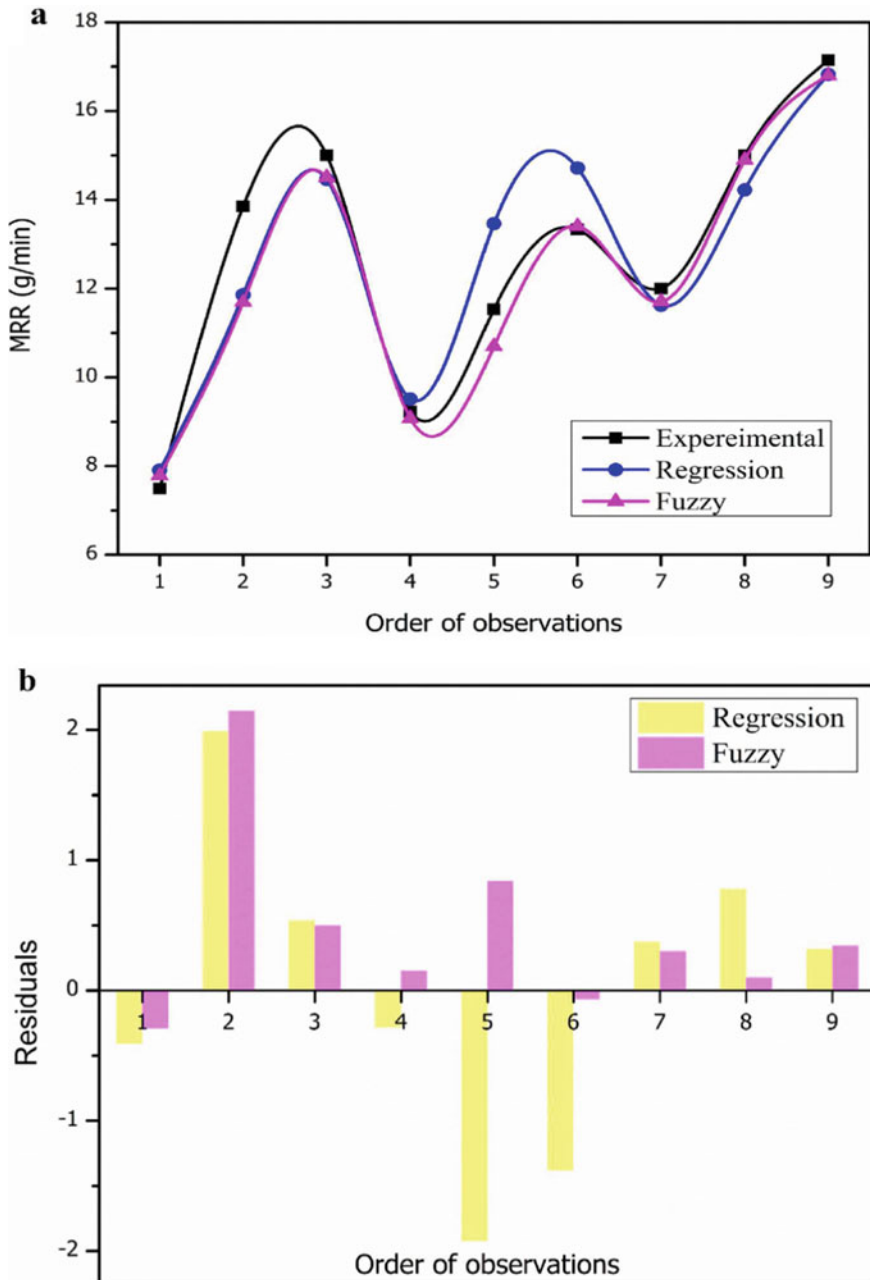 a
18
16
14
12
10
8
6
MRR (g/min)
Expereimental
Regression
Fuzzy
1 2 3 4 5 6 7 8 9
Order of observations
b
2
1
0
-1
-2
Residuals
Regression
Fuzzy
1 2 3 4 5 6 7 8 9
Order of observations